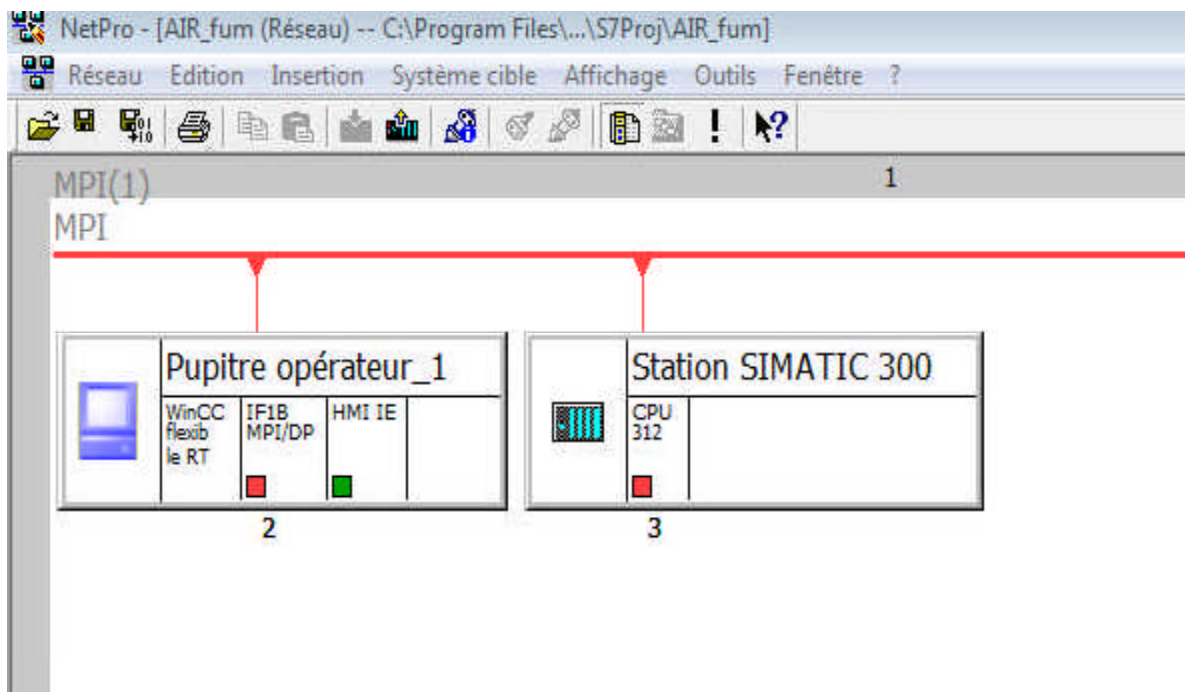 NetPro - [AIR_fum (Réseau) -- C:\Program Files\...\S7Proj\AIR_fum]
Réseau Edition Insertion Système cible Affichage Outils Fenêtre ?
1
MPI(1)
MPI
Pupitre opérateur_1
WinCC
flexib
le RT
IF1B
MPI/DP
HMI IE
2
Station SIMATIC 300
CPU
312
3